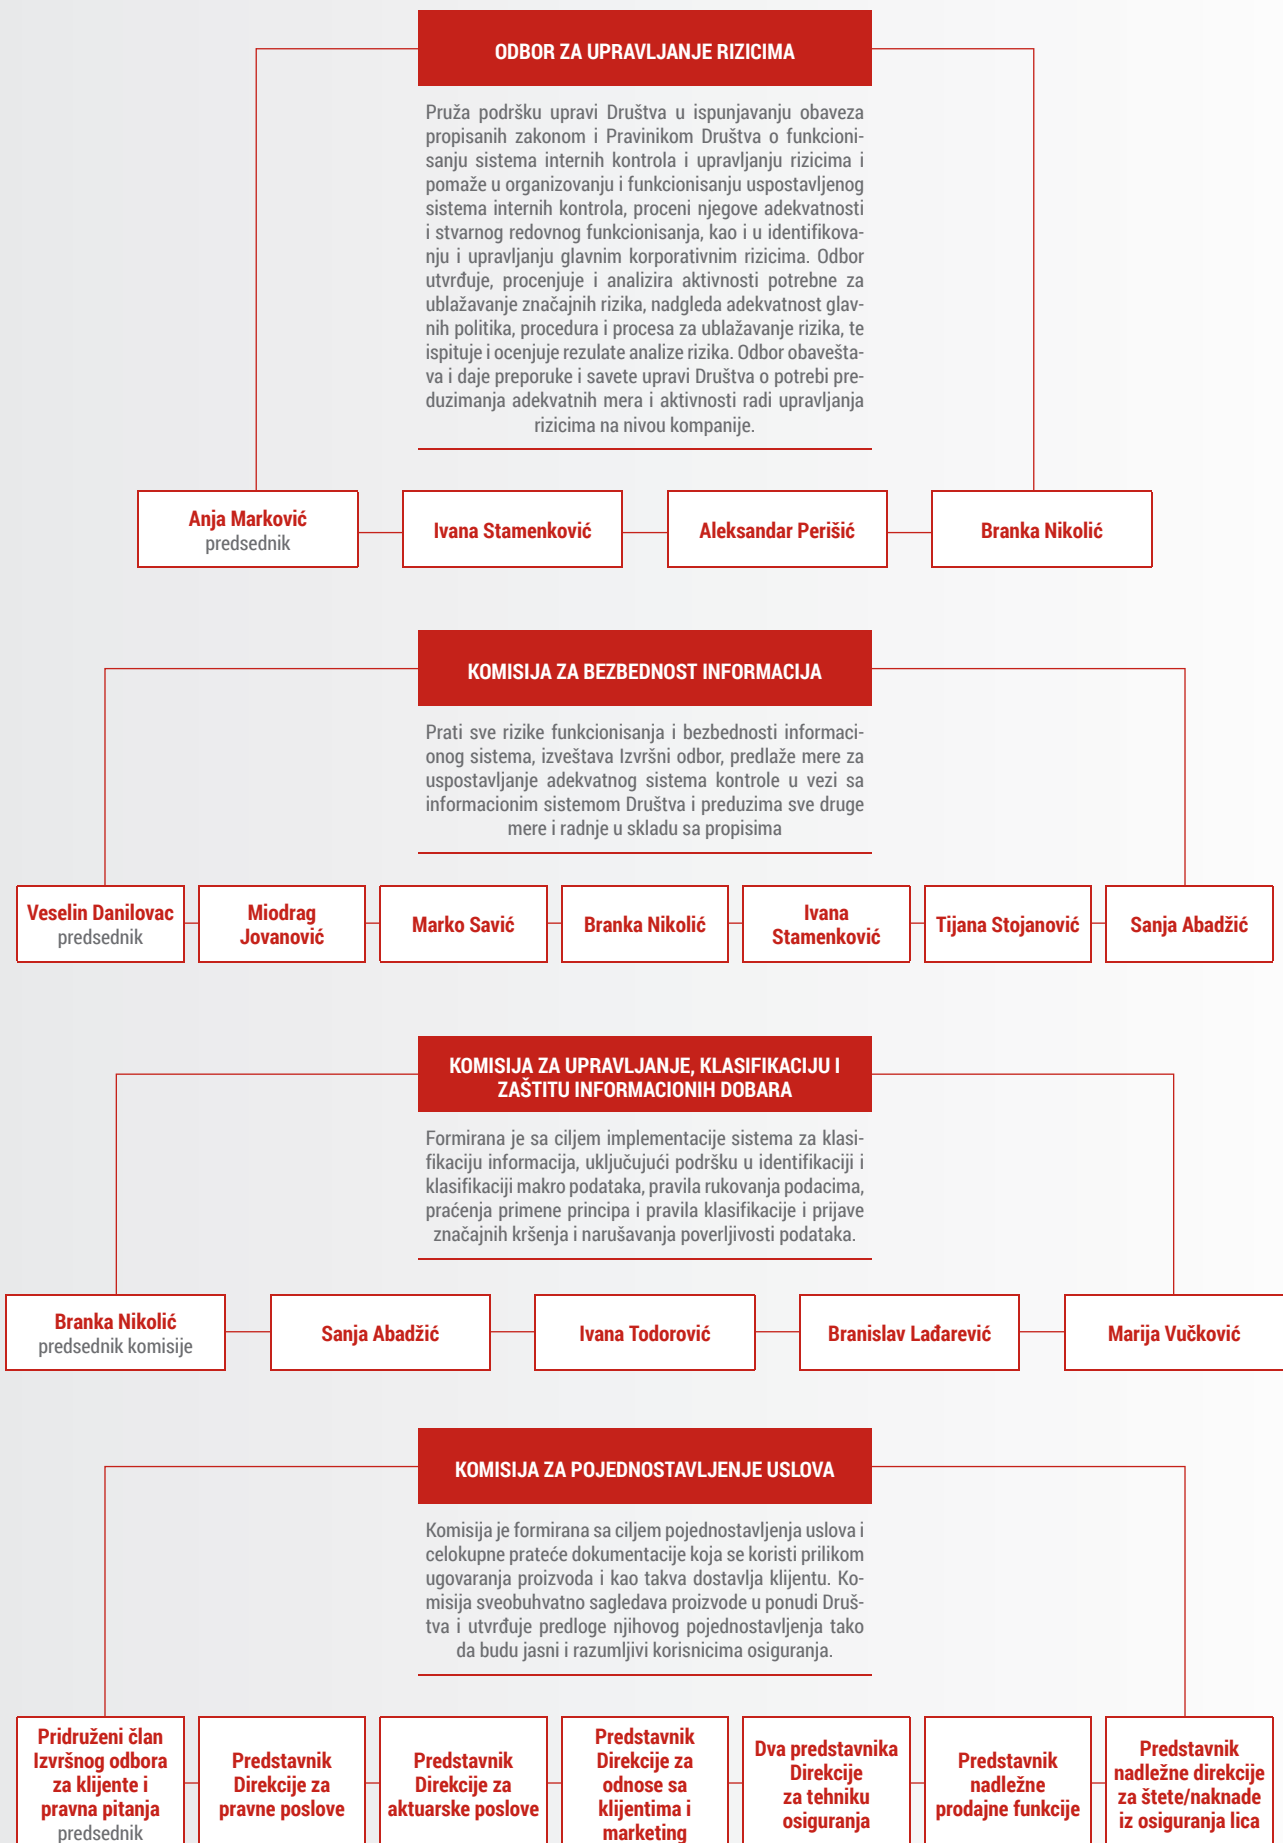 ODBOR ZA UPRAVLJANJE RIZICIMA
Pruža podršku upravi Društva u ispunjavanju obaveza
propisanih zakonom i Pravinikom Društva o funkcioni-
sanju sistema internih kontrola i upravljanju rizicima i
pomaže u organizovanju i funkcionisanju uspostavljenog
sistema internih kontrola, proceni njegove adekvatnosti
i stvarnog redovnog funkcionisanja, kao i u identifikova-
nju i upravljanju glavnim korporativnim rizicima. Odbor
utvrđuje, procenjuje i analizira aktivnosti potrebne za
ublažavanje značajnih rizika, nadgleda adekvatnost glav-
nih politika, procedura i procesa za ublažavanje rizika, te
ispituje i ocenjuje rezulate analize rizika. Odbor obavešta-
va i daje preporuke i savete upravi Društva o potrebi pre-
duzimanja adekvatnih mera i aktivnosti radi upravljanja
rizicima na nivou kompanije.
Anja Marković
predsednik
Ivana Stamenković
Aleksandar Perišić
Branka Nikolić
KOMISIJA ZA BEZBEDNOST INFORMACIJA
Prati sve rizike funkcionisanja i bezbednosti informaci-
onog sistema, izveštava Izvršni odbor, predlaže mere za
uspostavljanje adekvatnog sistema kontrole u vezi sa
informacionim sistemom Društva i preduzima sve druge
mere i radnje u skladu sa propisima
Veselin Danilovac
predsednik
Miodrag
Jovanović
Marko Savić
Branka Nikolić
Ivana
Stamenković
Tijana Stojanović
Sanja Abadžić
KOMISIJA ZA UPRAVLJANJE, KLASIFIKACIJU I
ZAŠTITU INFORMACIONIH DOBARA
Formirana je sa ciljem implementacije sistema za klasi-
fikaciju informacija, uključujući podršku u identifikaciji i
klasifikaciji makro podataka, pravila rukovanja podacima,
praćenja primene principa i pravila klasifikacije i prijave
značajnih kršenja i narušavanja poverljivosti podataka.
Branka Nikolić
predsednik komisije
Sanja Abadžić
Ivana Todorović
Branislav Lađarević
Marija Vučković
KOMISIJA ZA POJEDNOSTAVLJENJE USLOVA
Komisija je formirana sa ciljem pojednostavljenja uslova i
celokupne prateće dokumentacije koja se koristi prilikom
ugovaranja proizvoda i kao takva dostavlja klijentu. Ko-
misija sveobuhvatno sagledava proizvode u ponudi Druš-
tva i utvrđuje predloge njihovog pojednostavljenja tako
da budu jasni i razumljivi korisnicima osiguranja.
Pridruženi član
Izvršnog odbora
za klijente i
pravna pitanja
predsednik
Predstavnik
Direkcije za
pravne poslove
Predstavnik
Direkcije za
aktuarske poslove
Predstavnik
Direkcije za
odnose sa
klijentima i
marketing
Dva predstavnika
Direkcije
za tehniku
osiguranja
Predstavnik
nadležne
prodajne funkcije
Predstavnik
nadležne direkcije
za štete/naknade
iz osiguranja lica